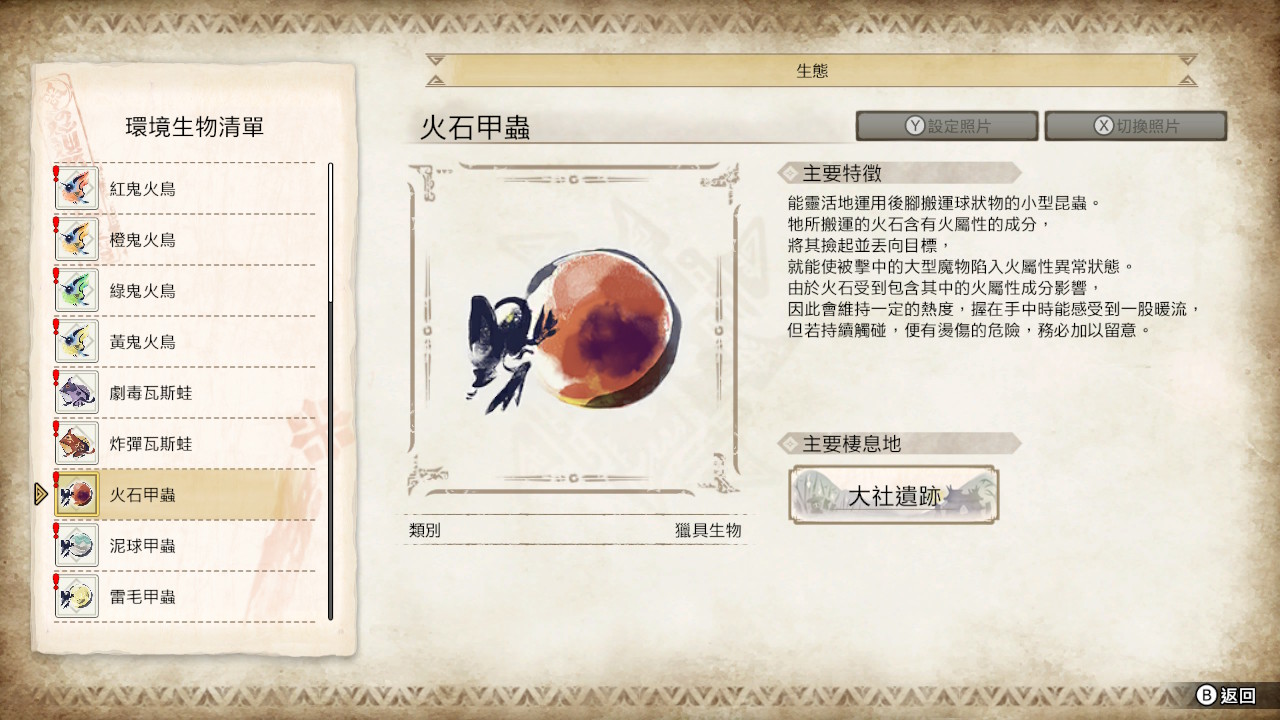 生態
環境生物清單
紅鬼火鳥
橙鬼火鳥
綠鬼火鳥
黃鬼火鳥
劇毒瓦斯蛙
炸彈瓦斯蛙
火石甲蟲
泥球甲蟲
雷毛甲蟲
火石甲蟲
Y設定照片
X切換照片
類別 獵具生物
主要特徵
能靈活地運用後腳搬運球狀物的小型昆蟲。
牠所搬運的火石含有火屬性的成分，
將其撿起並丟向目標，
就能使被擊中的大型魔物陷入火屬性異常狀態。
由於火石受到包含其中的火屬性成分影響，
因此會維持一定的熱度，握在手中時能感受到一股暖流，
但若持續觸碰，便有燙傷的危險，務必加以留意。
主要棲息地
大社遺跡
B返回